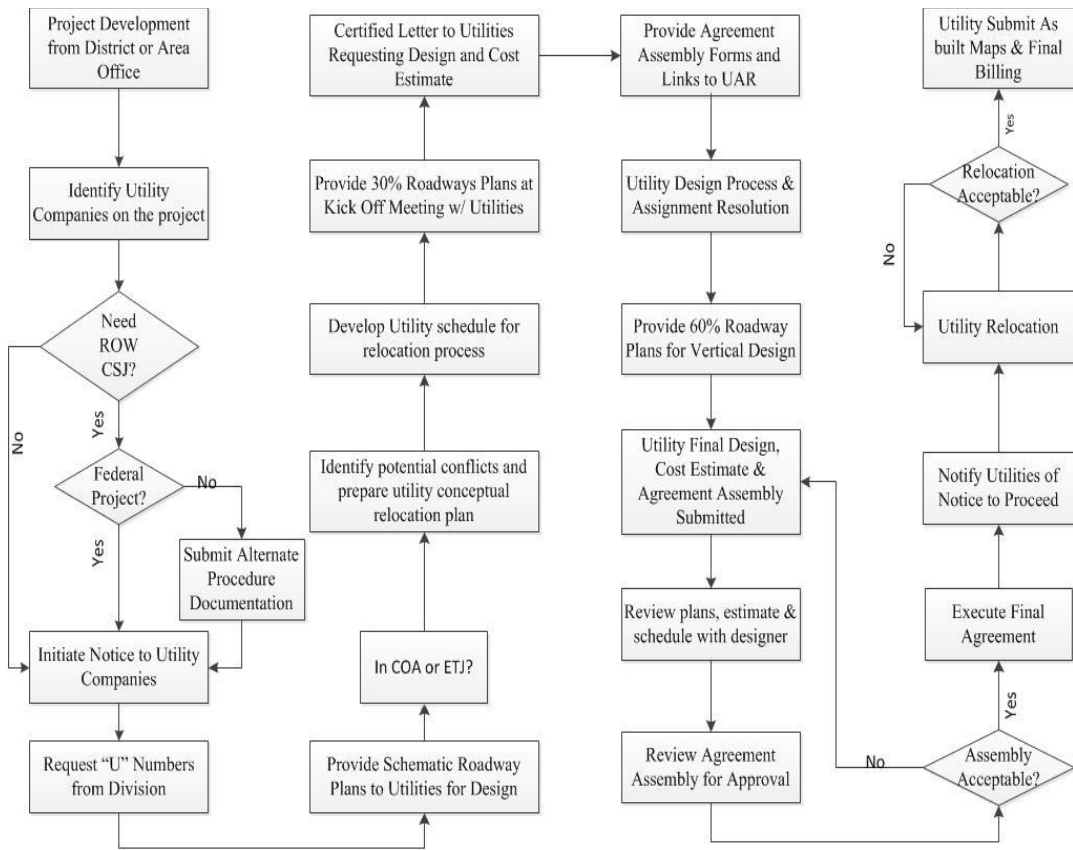 Project Development
from District or Area
Office
Identify Utility
Companies on the project
Need
ROW
CSJ?
No
Yes
Federal
Project?
No
Yes
Submit Alternate
Procedure
Documentation
Initiate Notice to Utility
Companies
Request “U” Numbers
from Division
Provide Schematic Roadway
Plans to Utilities for Design
In COA or ETJ?
Identify potential conflicts and
prepare utility conceptual
relocation plan
Develop Utility schedule for
relocation process
Provide 30% Roadways Plans at
Kick Off Meeting w/ Utilities
Certified Letter to Utilities
Requesting Design and Cost
Estimate
Provide Agreement
Assembly Forms and
Links to UAR
Utility Design Process &
Assignment Resolution
Provide 60% Roadway
Plans for Vertical Design
Utility Final Design,
Cost Estimate &
Agreement Assembly
Submitted
Review plans, estimate &
schedule with designer
Review Agreement
Assembly for Approval
Assembly
Acceptable?
No
Yes
Execute Final
Agreement
Notify Utilities of
Notice to Proceed
Utility Relocation
Relocation
Acceptable?
No
Yes
Utility Submit As
built Maps & Final
Billing